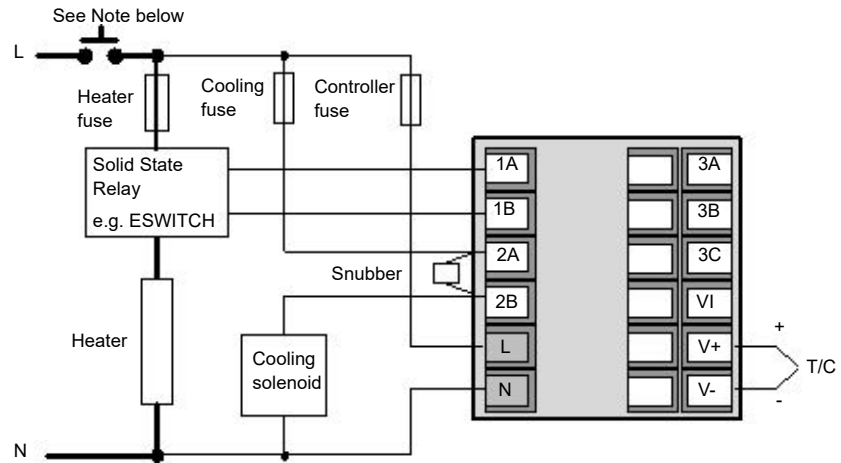 See Note below
L
Heater
fuse
Cooling
fuse
Controller
fuse
Solid State
Relay
e.g. ESWITCH
1A
3A
1B
3B
2A
3C
Snubber
2B
VI
Heater
Cooling
solenoid
L
V+
+
T/C
N
V-
-
N